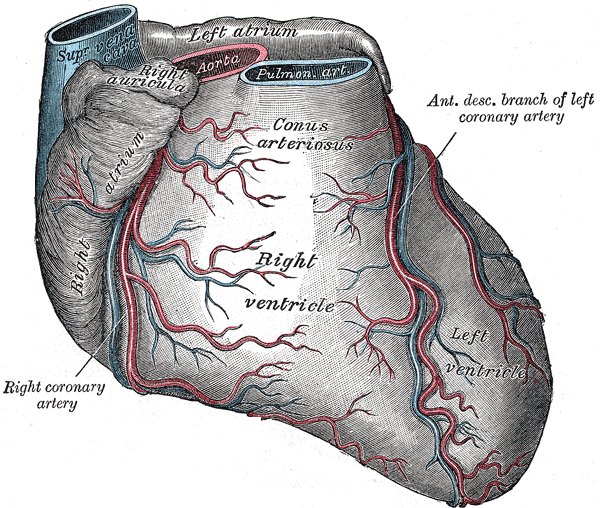 Left atrium
Supr vena
cava
Aorta
Right
auricula
Pulmon. art.
Ant. desc. branch of left
coronary artery
Conus
arteriosus
atrium
Right
Right
ventricle
Left
ventricle
Right coronary
artery